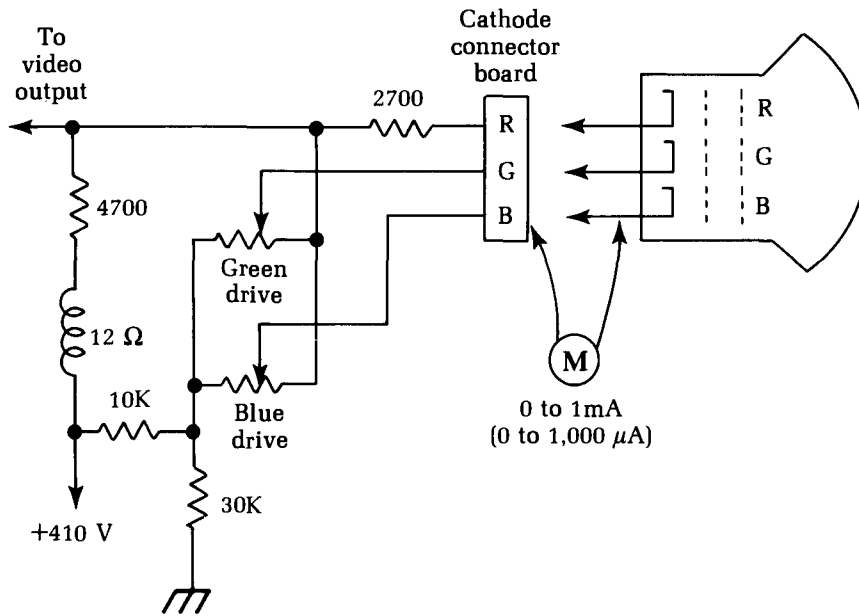 To
video
output
Cathode
connector
board
2700
R
G
B
R
G
B
4700
Green
drive
12 Ω
Blue
drive
10K
M
0 to 1mA
(0 to 1,000 μA)
30K
+410 V